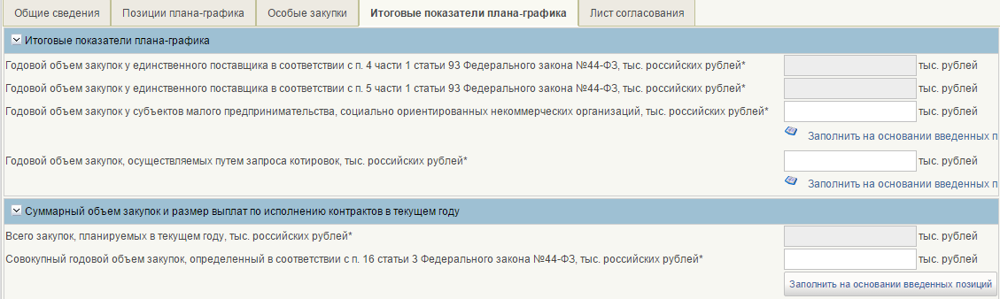 Общие сведения Позиции плана-графика Особые закупки Итоговые показатели плана-графика Лист согласования
Итоговые показатели плана-графика
Годовой объем закупок у единственного поставщика в соответствии с п. 4 части 1 статьи 93 Федерального закона №44-ФЗ, тыс. российских рублей* тыс. рублей
Годовой объем закупок у единственного поставщика в соответствии с п. 5 части 1 статьи 93 Федерального закона №44-ФЗ, тыс. российских рублей* тыс. рублей
Годовой объем закупок у субъектов малого предпринимательства, социально ориентированных некоммерческих организаций, тыс. российских рублей* тыс. рублей
Заполнить на основании введенных п
Годовой объем закупок, осуществляемых путем запроса котировок, тыс. российских рублей* тыс. рублей
Заполнить на основании введенных п
Суммарный объем закупок и размер выплат по исполнению контрактов в текущем году
Всего закупок, планируемых в текущем году, тыс. российских рублей* тыс. рублей
Совокупный годовой объем закупок, определенный в соответствии с п. 16 статьи 3 Федерального закона №44-ФЗ, тыс. российских рублей* тыс. рублей
Заполнить на основании введенных позиций